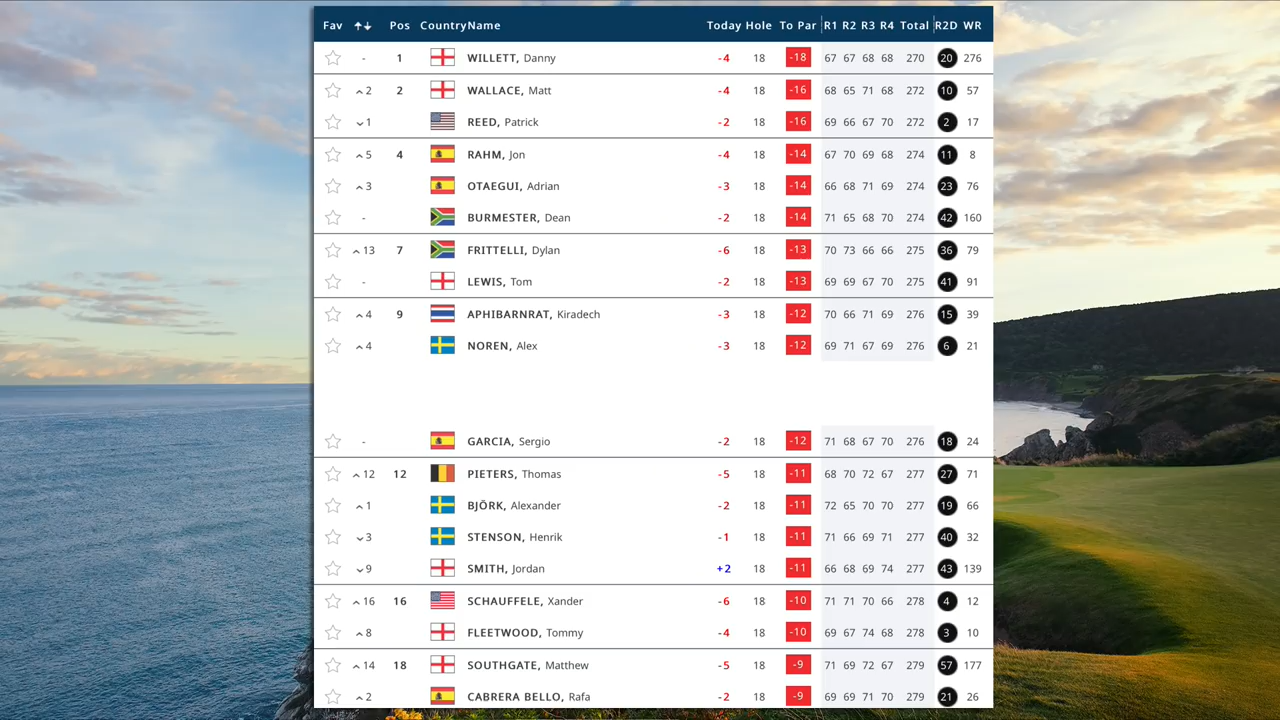 Fav Pos Country Name Today Hole To Par R1 R2 R3 R4 Total R2D WR
- 1 WILLETT, Danny -4 18 -18 67 67 68 68 270 20 276
2 2 WALLACE, Matt -4 18 -16 68 65 71 68 272 10 57
1 REED, Patrick -2 18 -16 69 66 67 70 272 2 17
5 4 RAHM, Jon -4 18 -14 67 70 69 68 274 11 8
3 OTAEGUI, Adrian -3 18 -14 66 68 71 69 274 23 76
- BURMESTER, Dean -2 18 -14 71 65 68 70 274 42 160
13 7 FRITTELLI, Dylan -6 18 -13 70 73 66 66 275 36 79
LEWIS, Tom -2 18 -13 69 69 67 70 275 41 91
4 9 APHIBARNRAT, Kiradech -3 18 -12 70 66 71 69 276 15 39
4 NOREN, Alex -3 18 -12 69 71 67 69 276 6 21
- GARCIA, Sergio -2 18 -12 71 68 67 70 276 18 24
12 12 PIETERS, Thomas -5 18 -11 68 70 72 67 277 27 71
1 BJÖRK, Alexander -2 18 -11 72 65 70 70 277 19 66
3 STENSON, Henrik -1 18 -11 71 66 69 71 277 40 32
9 SMITH, Jordan +2 18 -11 66 68 69 74 277 43 139
16 16 SCHAUFFELE, Xander -6 18 -10 71 71 70 66 278 4 12
8 FLEETWOOD, Tommy -4 18 -10 69 67 74 68 278 3 10
14 18 SOUTHGATE, Matthew -5 18 -9 71 69 72 67 279 57 177
2 CABRERA BELLO, Rafa -2 18 -9 69 69 71 70 279 21 26